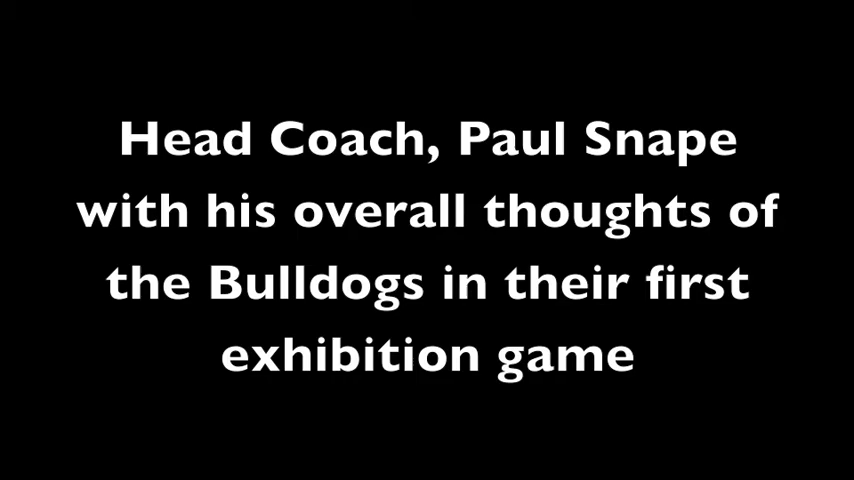 Head Coach, Paul Snape
with his overall thoughts of
the Bulldogs in their first
exhibition game